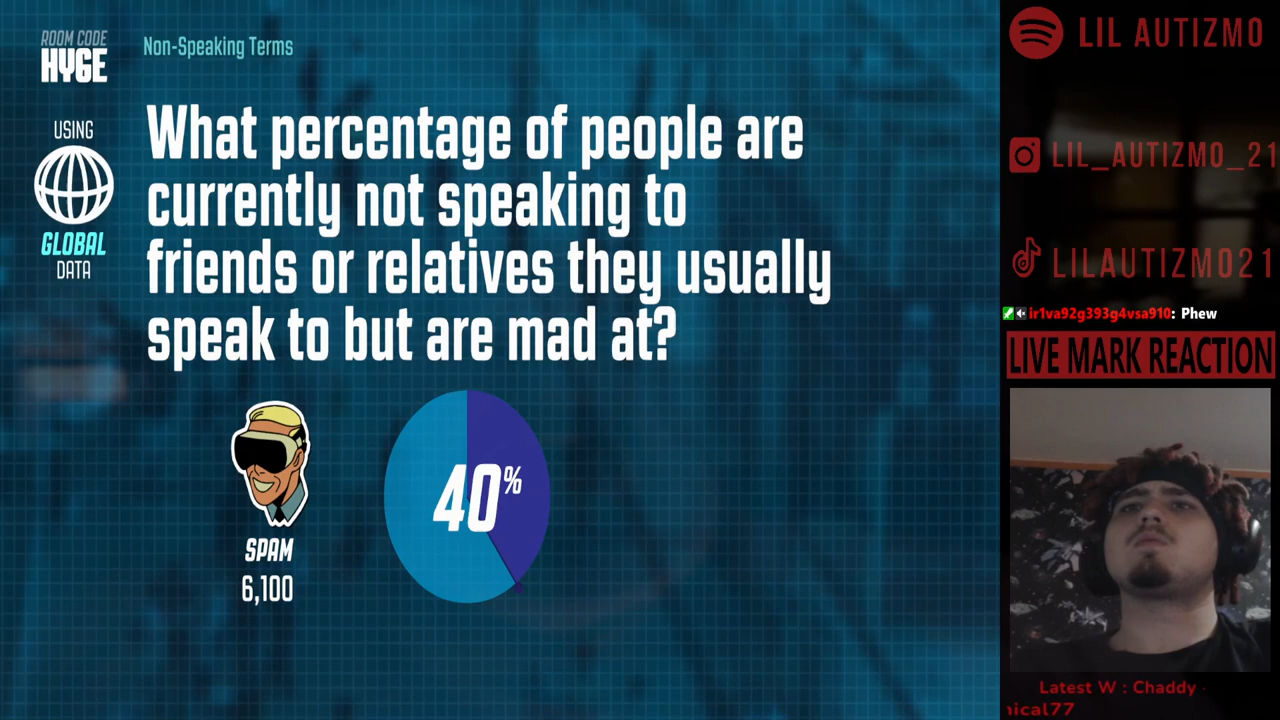 ROOM CODE
HYGE
Non-Speaking Terms
USING
GLOBAL
DATA
What percentage of people are
currently not speaking to
friends or relatives they usually
speak to but are mad at?
SPAM
6,100
40%
LIL AUTIZMO
LIL_AUTIZMO_21
LILAUTIZMO21
ir1va92g393g4vsa910: Phew
LIVE MARK REACTION
Latest W : Chaddy -
nical77